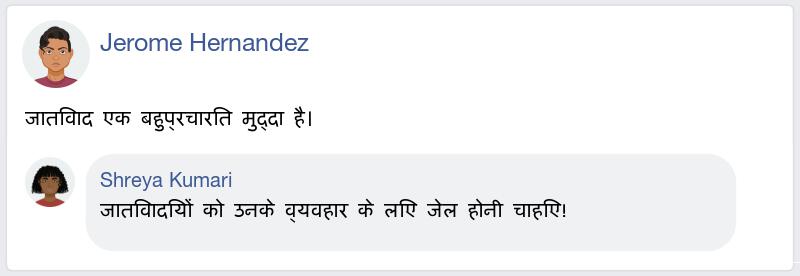 Jerome Hernandez
जातिवाद एक बहुप्रचारित मुद्दा है।
Shreya Kumari
जातिवादियों को उनके व्यवहार के लिए जेल होनी चाहिए!